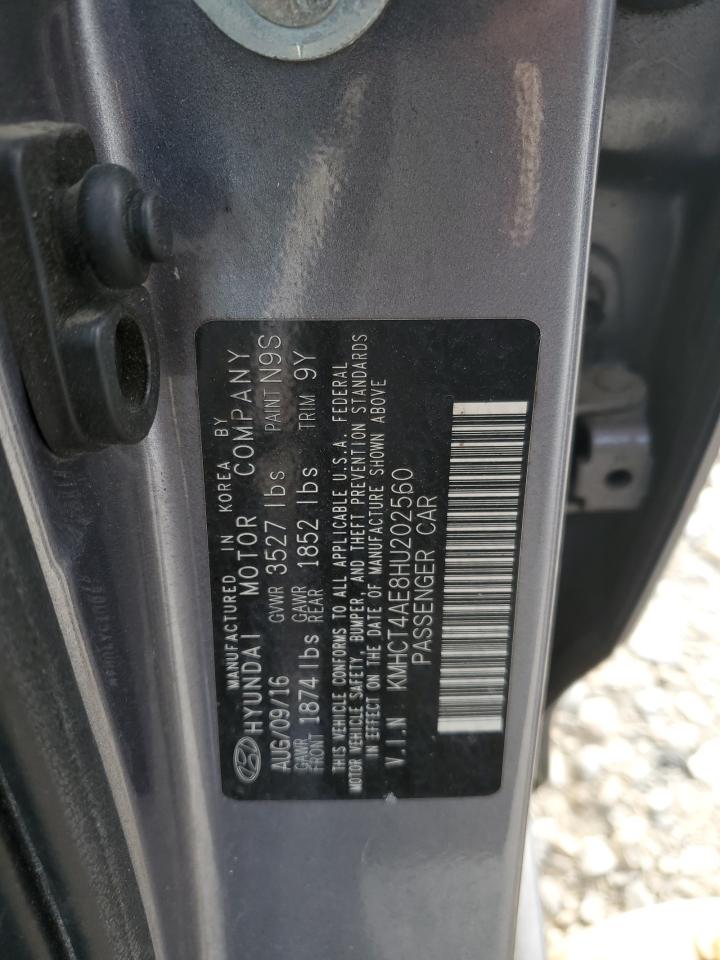 MANUFACTURED IN KOREA BY
HYUNDAI MOTOR COMPANY
AUG/09/16 GVWR 3527 lbs PAINT N9S
GAWR FRONT 1874 lbs GAWR REAR 1852 lbs TRIM 9Y
THIS VEHICLE CONFORMS TO ALL APPLICABLE U.S.A. FEDERAL
MOTOR VEHICLE SAFETY, BUMPER, AND THEFT PREVENTION STANDARDS
IN EFFECT ON THE DATE OF MANUFACTURE SHOWN ABOVE
V.I.N KMHCT4AE8HU202560
PASSENGER CAR